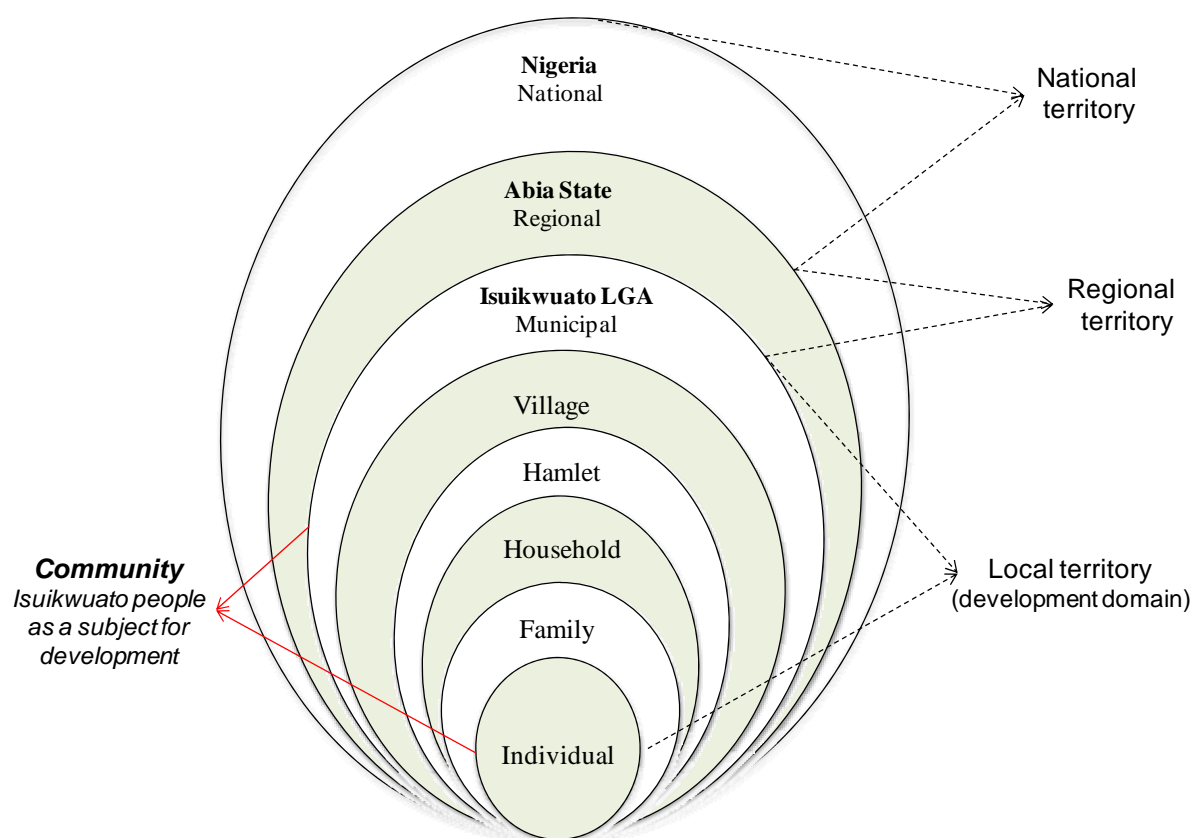 Nigeria
National
National
territory
Abia State
Regional
Regional
territory
Isuikwuato LGA
Municipal
Village
Hamlet
Household
Community
Isuikwuato people
as a subject for
development
Local territory
(development domain)
Family
Individual